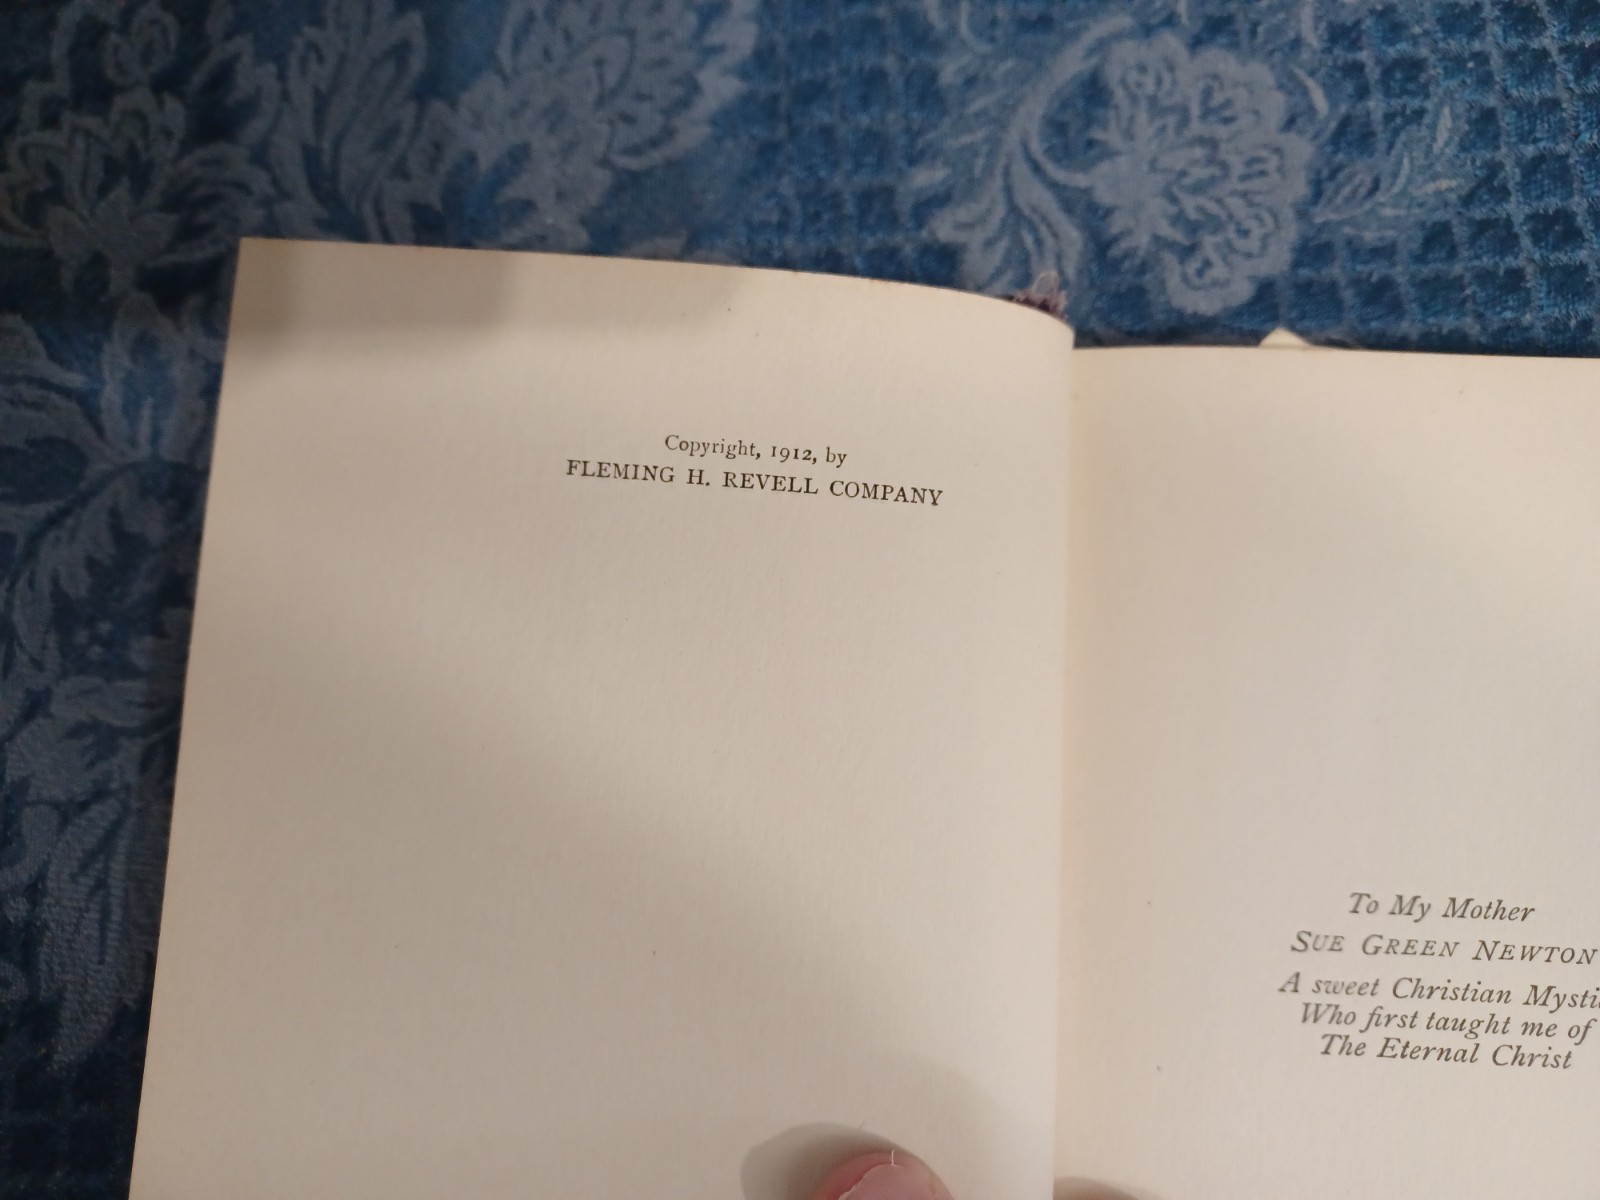 Copyright, 1912, by
FLEMING H. REVELL COMPANY
To My Mother
SUE GREEN NEWTON
A sweet Christian Mysti
Who first taught me of
The Eternal Christ